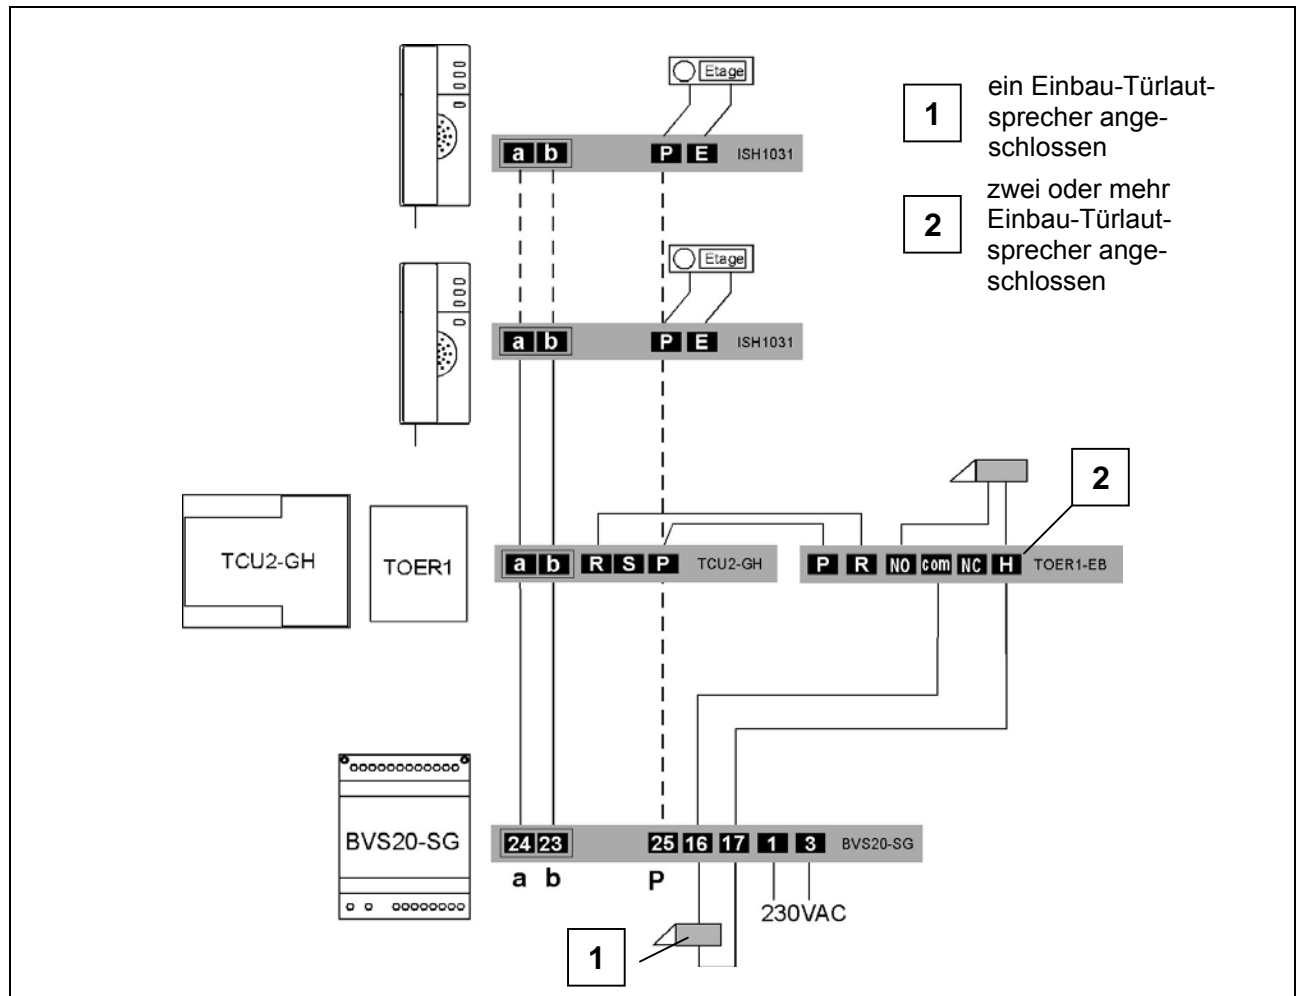 Etage
1 ein Einbau-Türlaut-
sprecher ange-
schlossen
a b P E ISH1031
2 zwei oder mehr
Einbau-Türlaut-
sprecher ange-
schlossen
Etage
a b P E ISH1031
2
TCU2-GH TOER1 a b R S P TCU2-GH P R NO com NC H TOER1-EB
BVS20-SG 24 23 25 16 17 1 3 BVS20-SG
a b P
230VAC
1